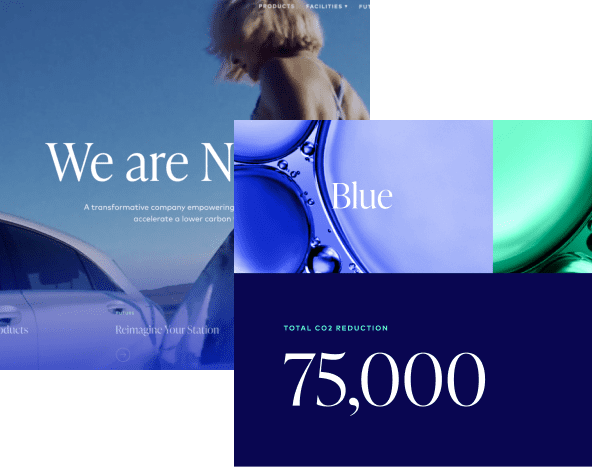 PRODUCTS FACILITIES FUT
We are N
A transformative company empowering
accelerate a lower carbon
oducts
FUTURE
Reimagine Your Station
Blue
TOTAL CO2 REDUCTION
75,000